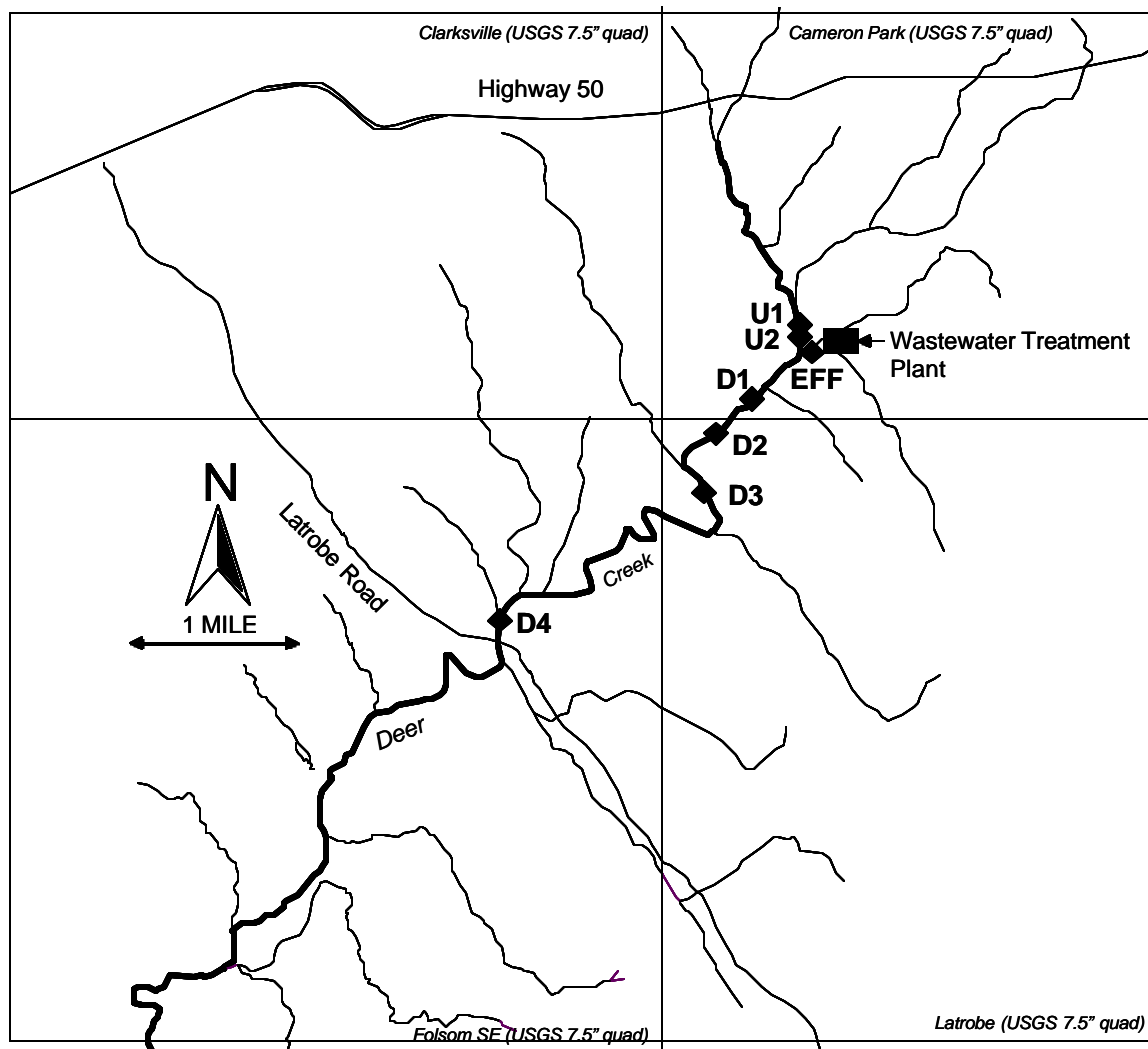 Clarksville (USGS 7.5” quad)
Cameron Park (USGS 7.5” quad)
Highway 50
U1
U2
Wastewater Treatment
Plant
EFF
D1
D2
N
D3
Latrobe Road
Creek
1 MILE
D4
Deer
Latrobe (USGS 7.5” quad)
Folsom SE (USGS 7.5” quad)